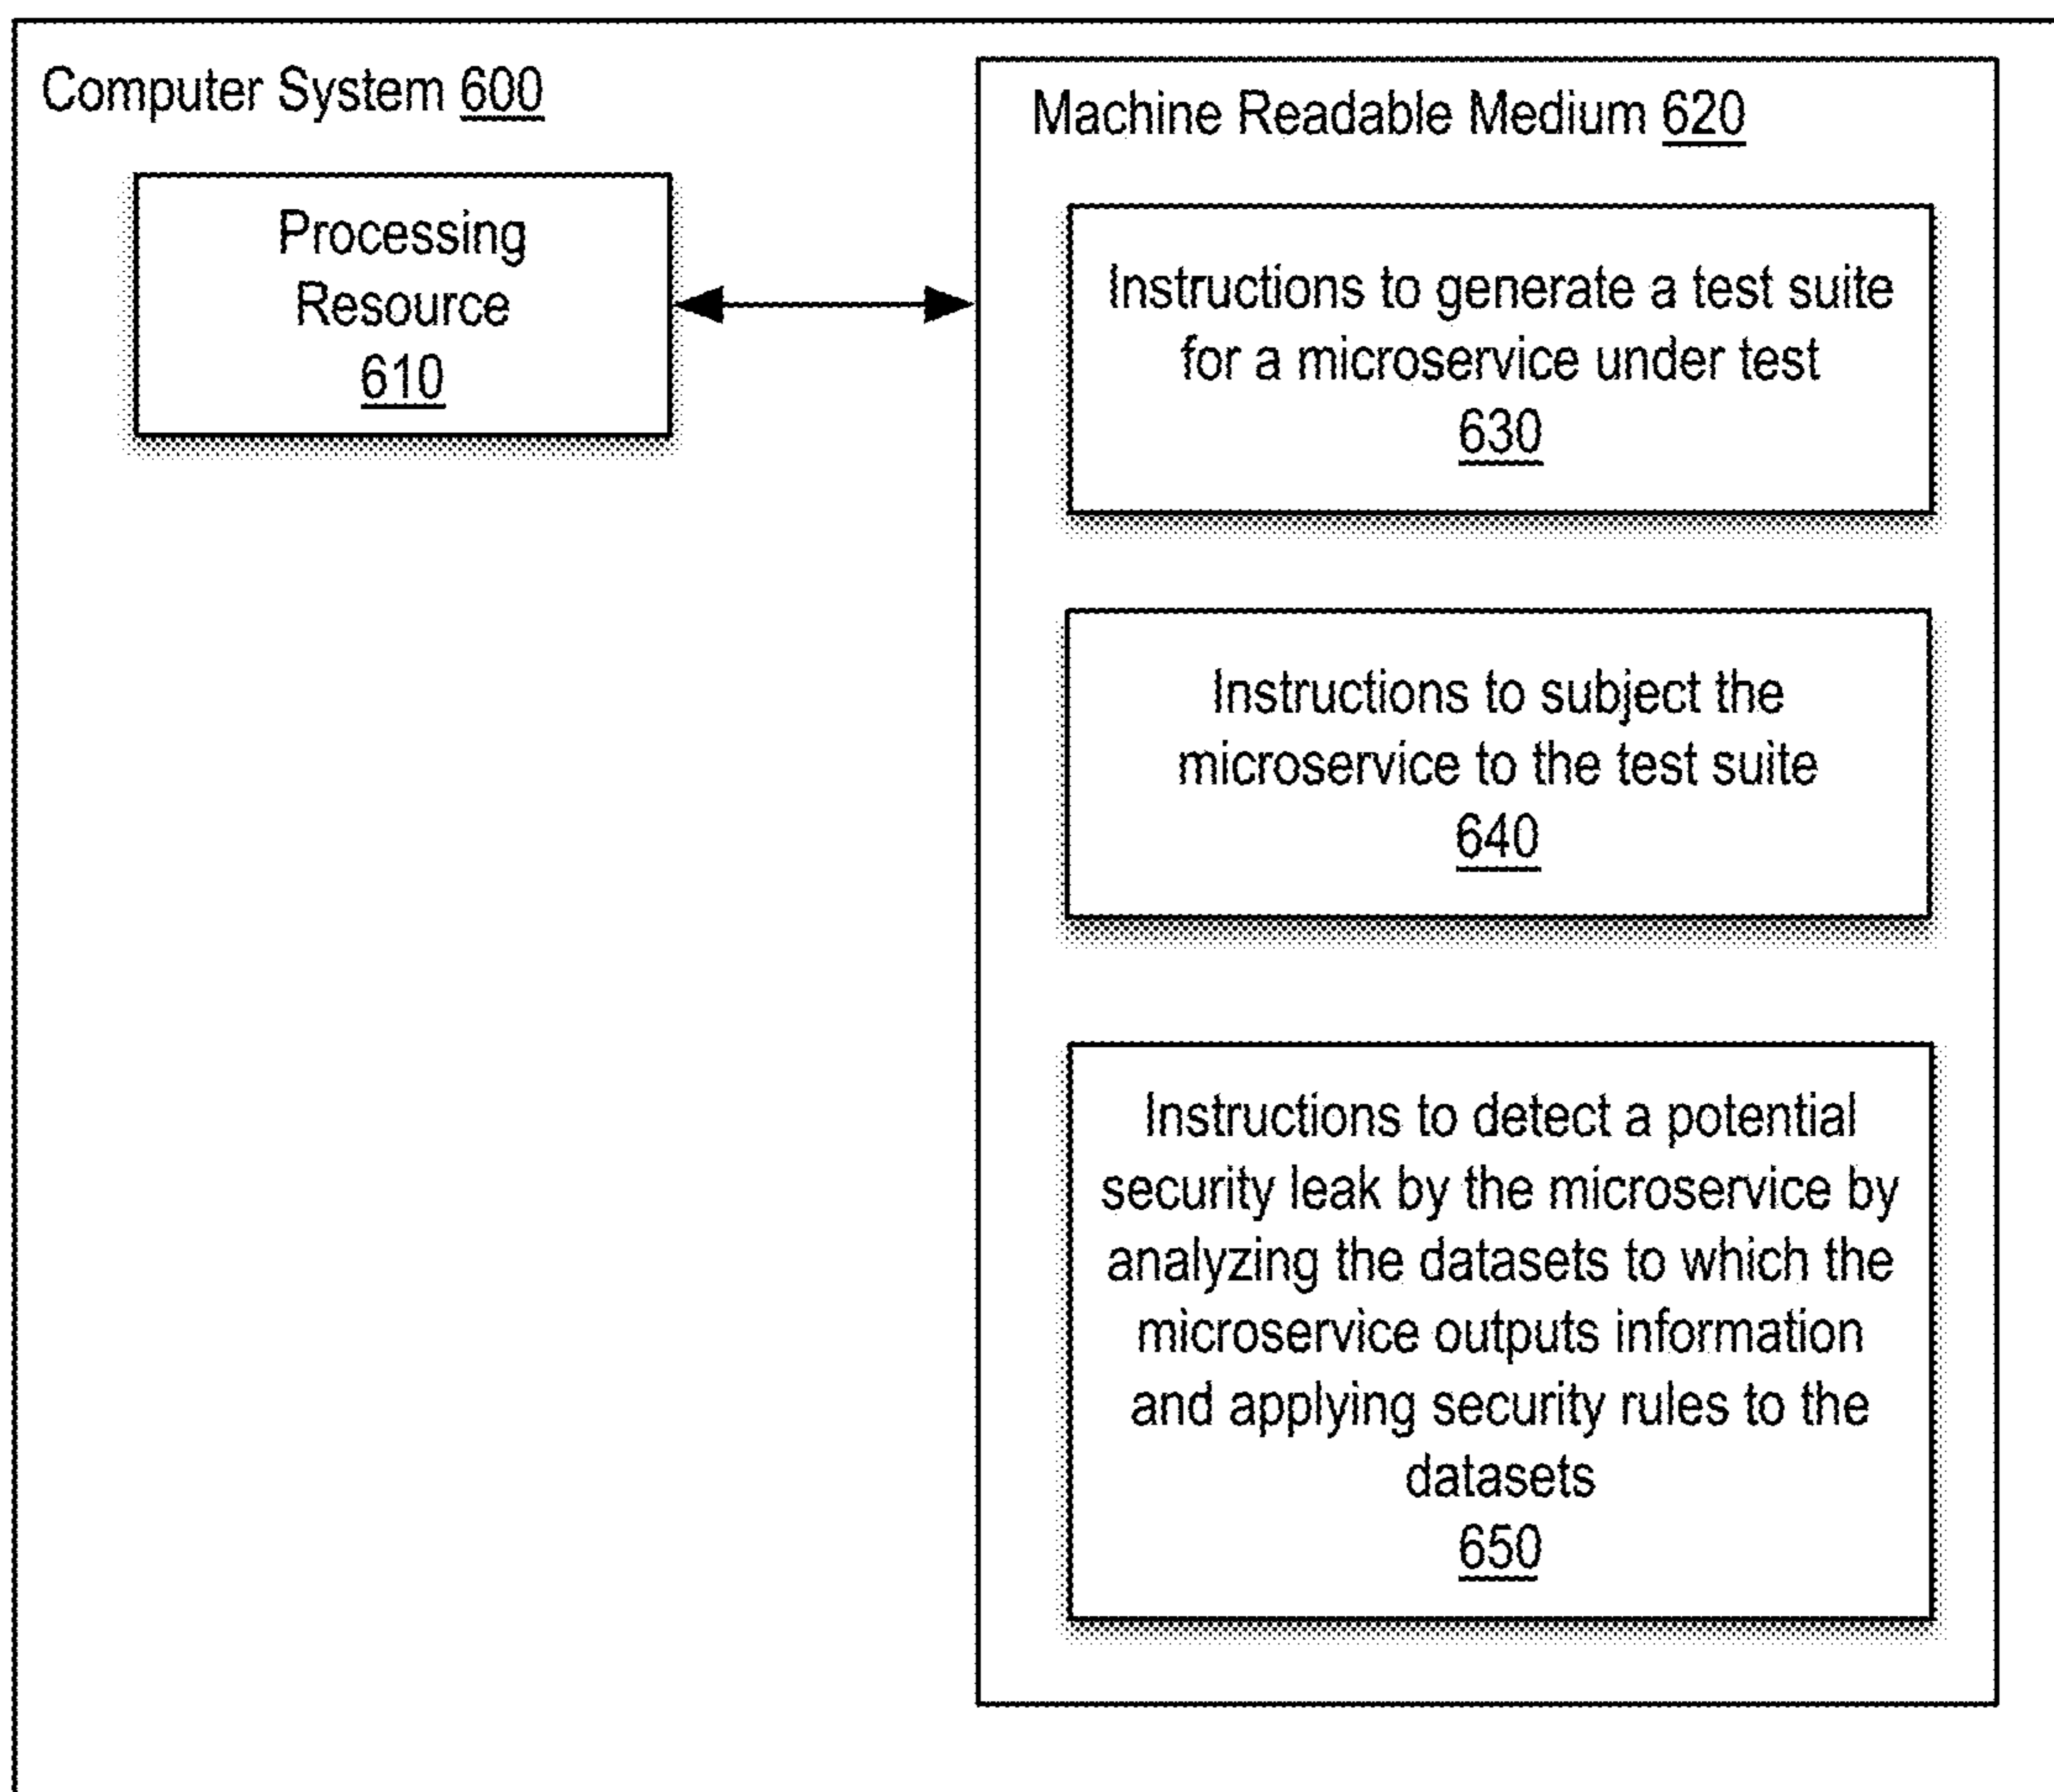 Computer System 600
Processing
Resource
610
Machine Readable Medium 620
Instructions to generate a test suite
for a microservice under test
630
Instructions to subject the
microservice to the test suite
640
Instructions to detect a potential
security leak by the microservice by
analyzing the datasets to which the
microservice outputs information
and applying security rules to the
datasets
650